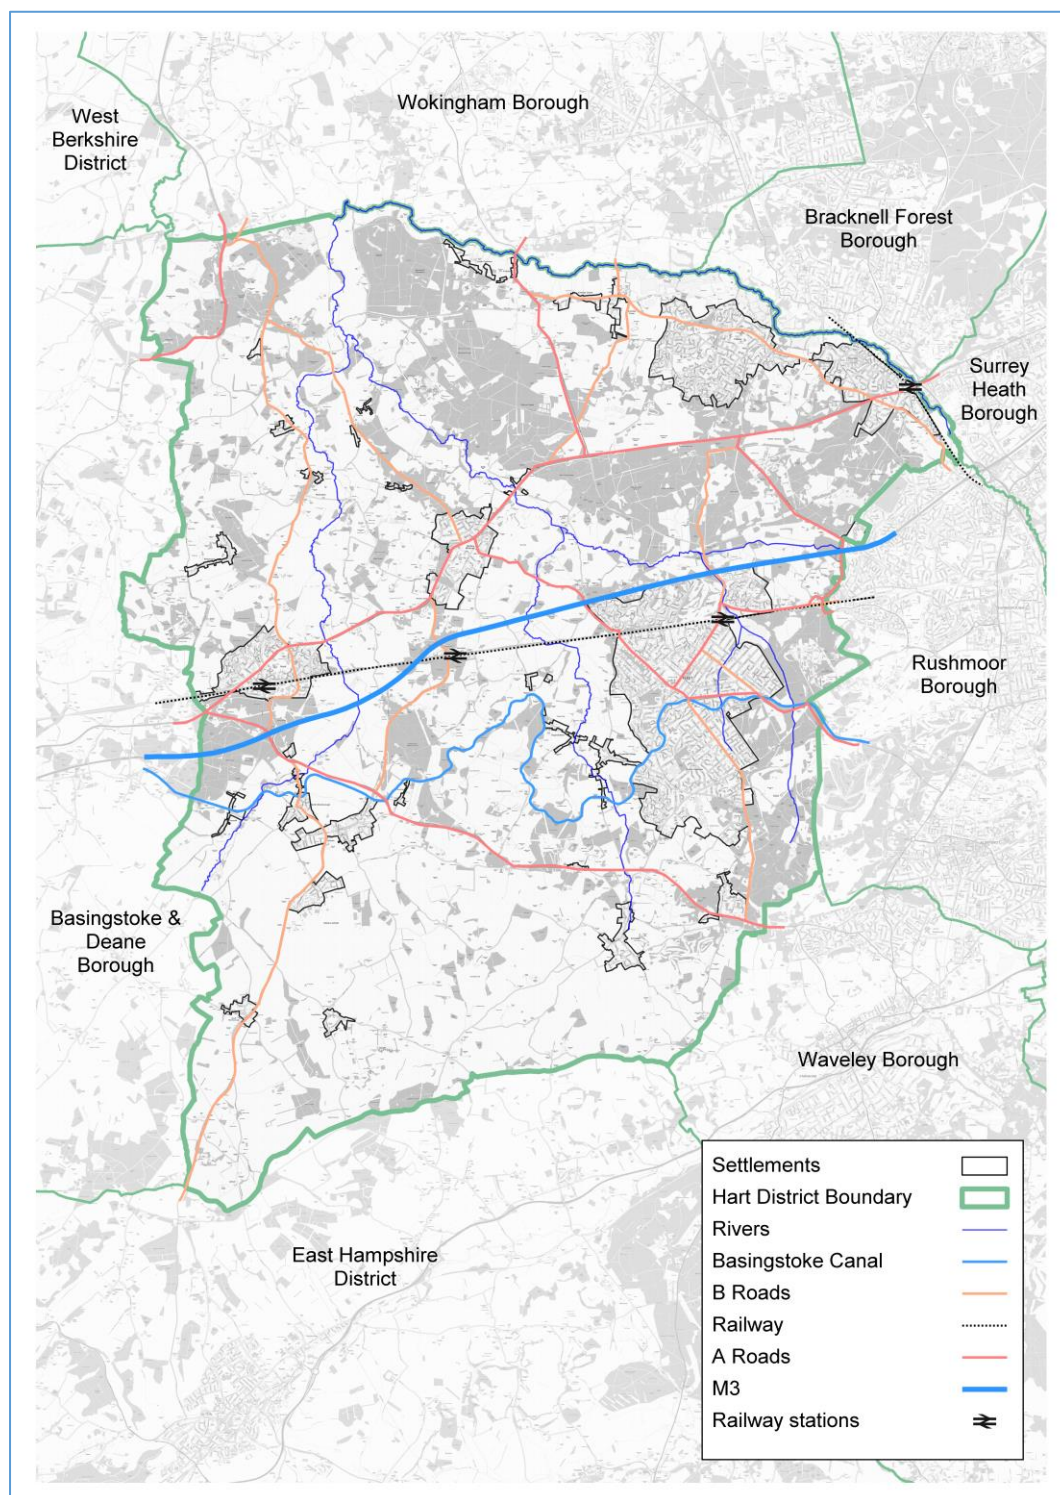 Wokingham Borough
West
Berkshire
District
Bracknell Forest
Borough
Surrey
Heath
Borough
Rushmoor
Borough
Basingstoke &
Deane
Borough
Waveley Borough
East Hampshire
District
Settlements
Hart District Boundary
Rivers
Basingstoke Canal
B Roads
Railway
A Roads
M3
Railway stations